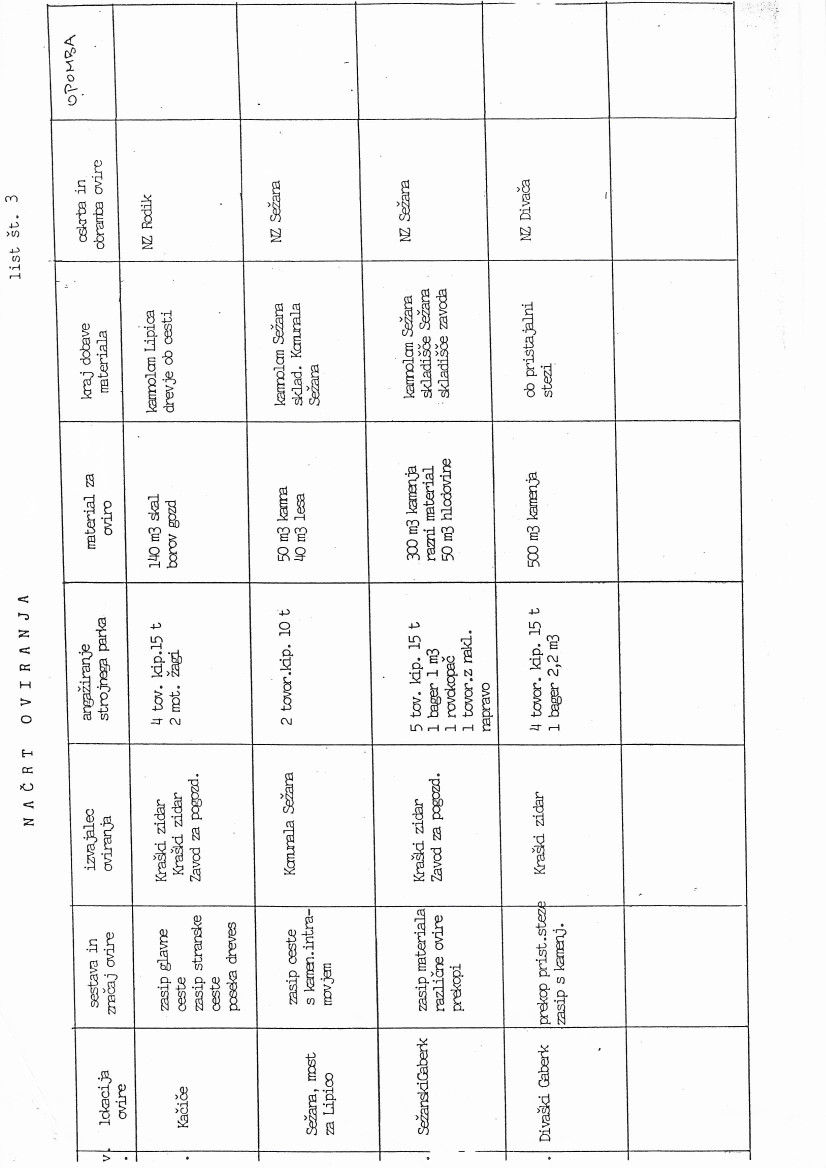 N A Č R T   O V I R A N J A
list št. 3
v.
lokacija
ovire
sestava in
značaj ovire
izvajalec
oviranja
angažiranje
strojnega parka
material za
oviro
kraj dobave
materiala
oskrba in
obramba ovire
OPOMBA
Kačiče
zasip glavne
ceste
zasip stranske
ceste
poseka dreves
Kraški zidar
Kraški zidar
Zavod za pogozd.
4 tov. kip.15 t
2 mot. žagi
140 m3 skal
borov gozd
kamnolom Lipica
drevje ob cesti
NZ Rodik
Sežana, most
za Lipico
zasip ceste
s kamen.intra-
movjem
Komunala Sežana
2 tovor.kip. 10 t
50 m3 kamna
40 m3 lesa
kamnolom Sežana
sklad. Komunala
Sežana
NZ Sežana
SežanskiGaberk
zasip materiala
različne ovire
prekopi
Kraški zidar
Zavod za pogozd.
5 tov. kip. 15 t
1 bager 1 m3
1 rovokopač
1 tovor.z nakl.
napravo
300 m3 kamenja
razni material
50 m3 hlodovine
kamnolom Sežana
skladišče Sežana
skladišče zavoda
NZ Sežana
Divaški Gaberk
prekop prist.steze
zasip s kamenj.
Kraški zidar
4 tovor. kip. 15 t
1 bager 2,2 m3
500 m3 kamenja
ob pristajalni
stezi
NZ Divača